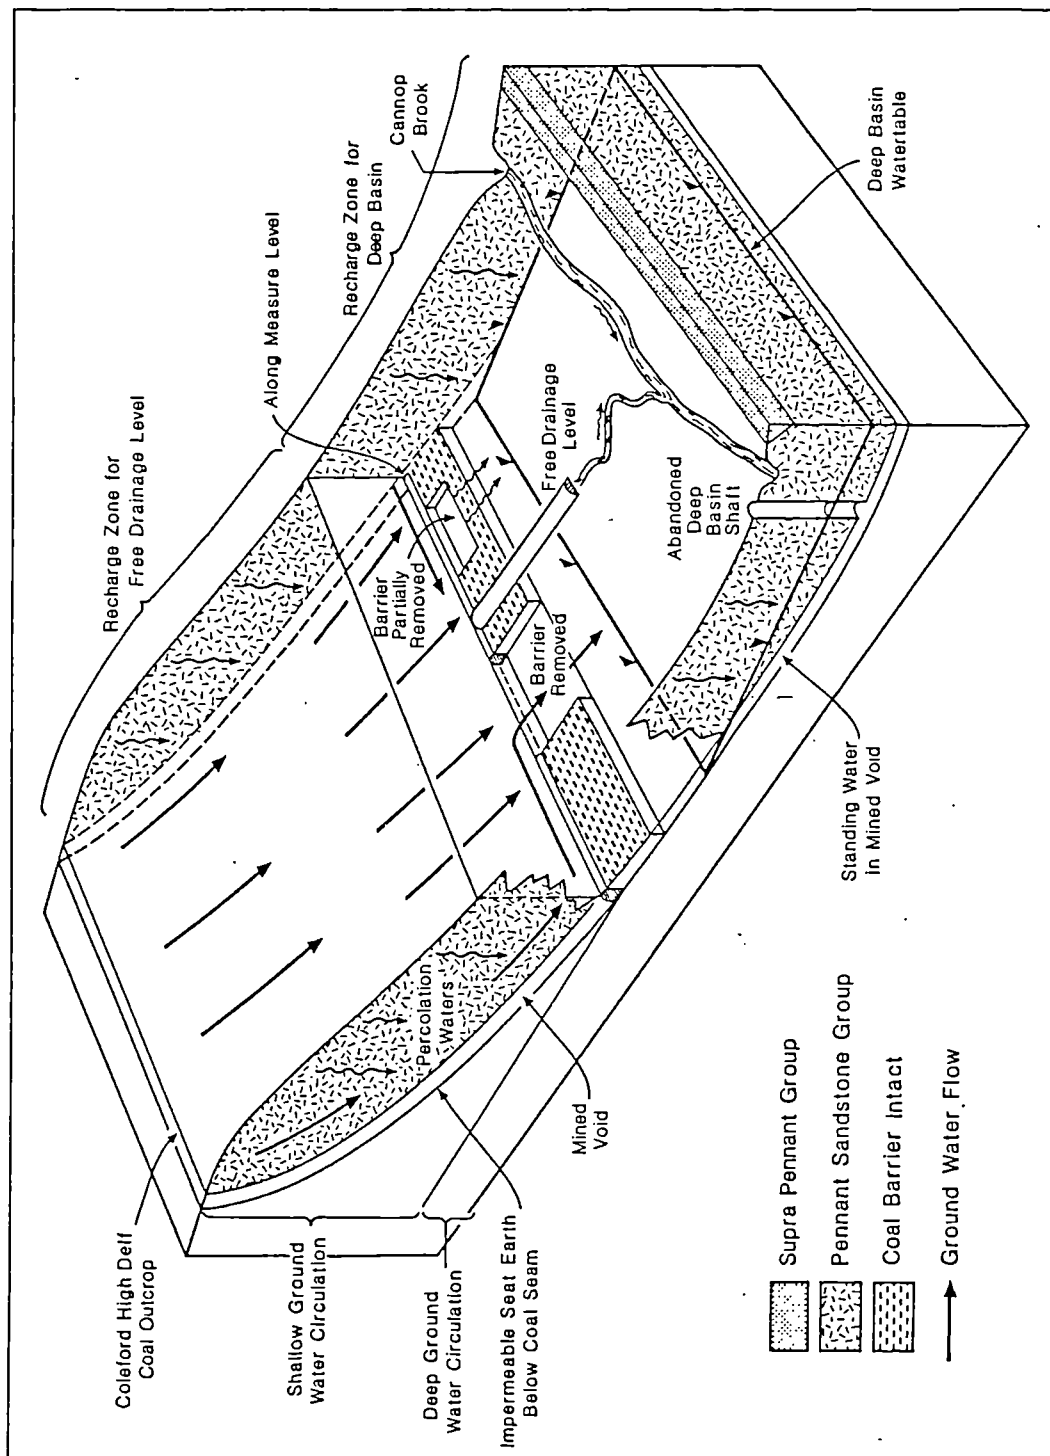 Recharge Zone for
Free Drainage Level
Recharge Zone for
Deep Basin
Along Measure Level
Cannop
Brook
Coleford High Delf
Coal Outcrop
Shallow Ground
Water CIrculation
Deep Ground
Water Circulation
Impermeable Seat Earth
Below Coal Seam
Percolation
Waters
Mined
Void
Barrier
Partially
Removed
Barrier
Removed
Free Drainage
Level
Abandoned
Deep
Basin
Shaft
Deep Basin
Watertable
Standing Water
in Mined Void
Supra Pennant Group
Pennant Sandstone Group
Coal Barrier Intact
Ground Water Flow